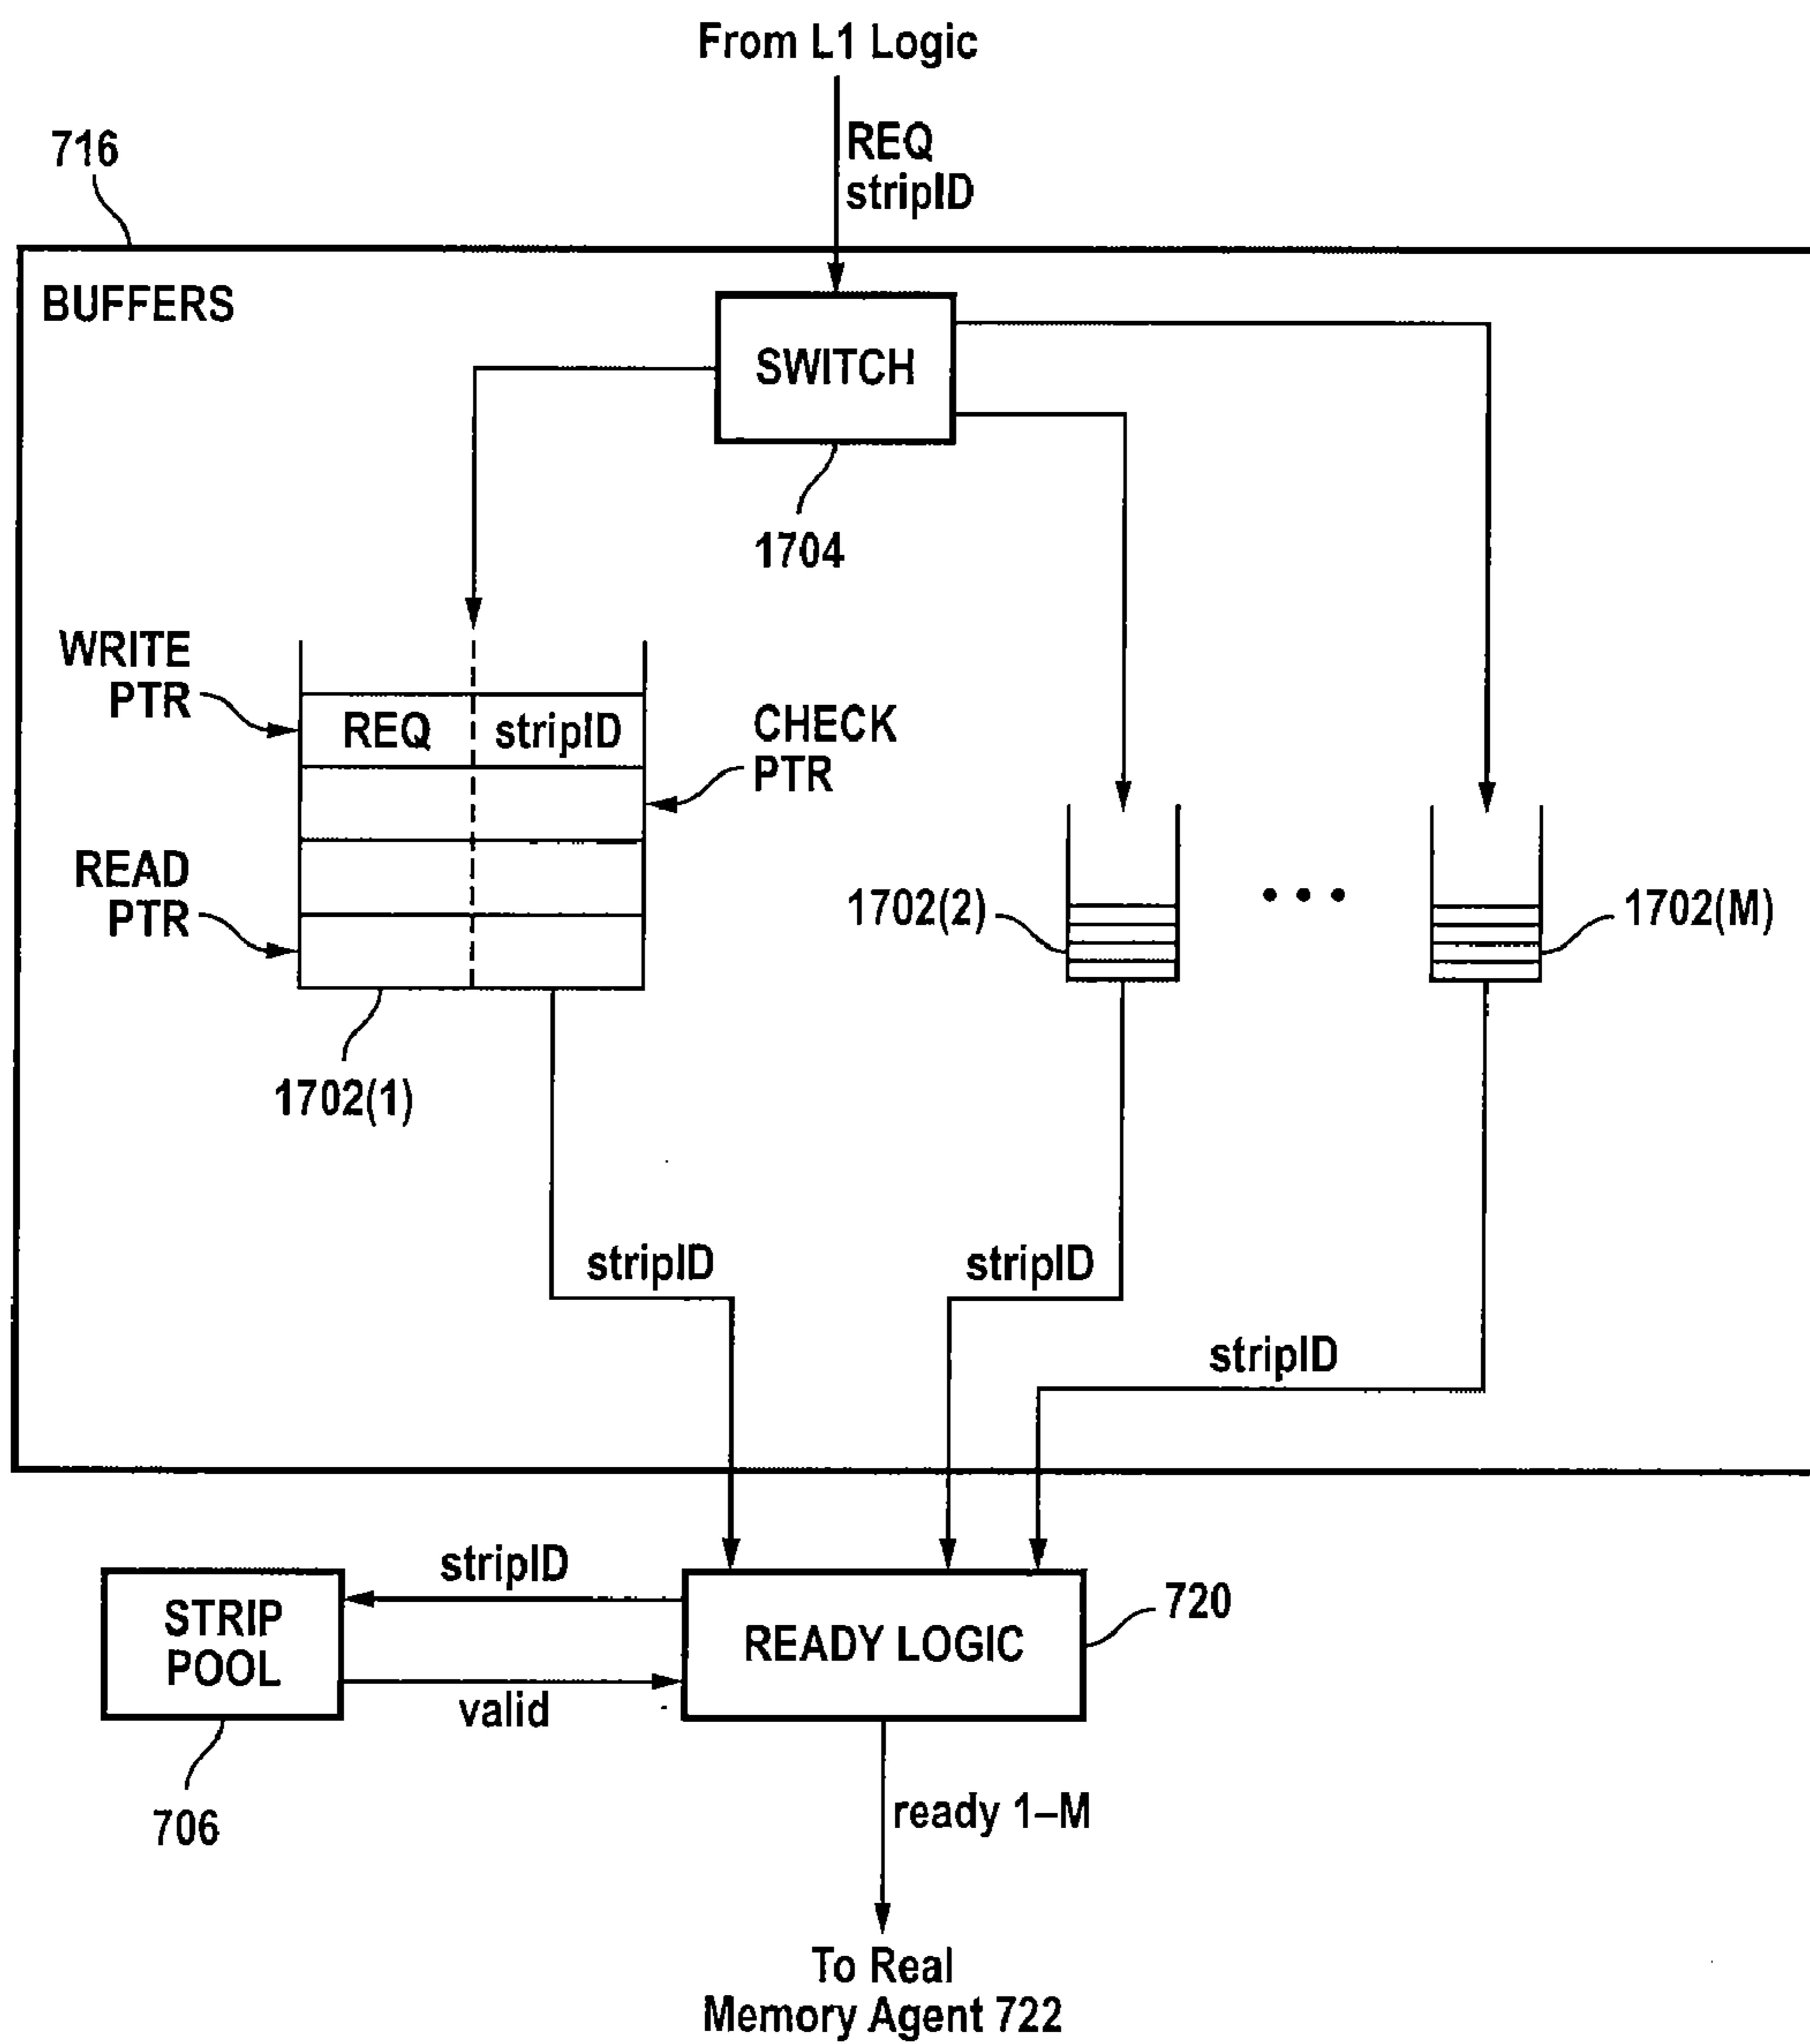 From L1 Logic
REQ
stripID
716
BUFFERS
SWITCH
1704
WRITE
PTR
REQ
stripID
CHECK
PTR
READ
PTR
1702(2)
• • •
1702(M)
1702(1)
stripID
stripID
stripID
stripID
STRIP
POOL
READY LOGIC
720
valid
706
ready 1–M
To Real
Memory Agent 722